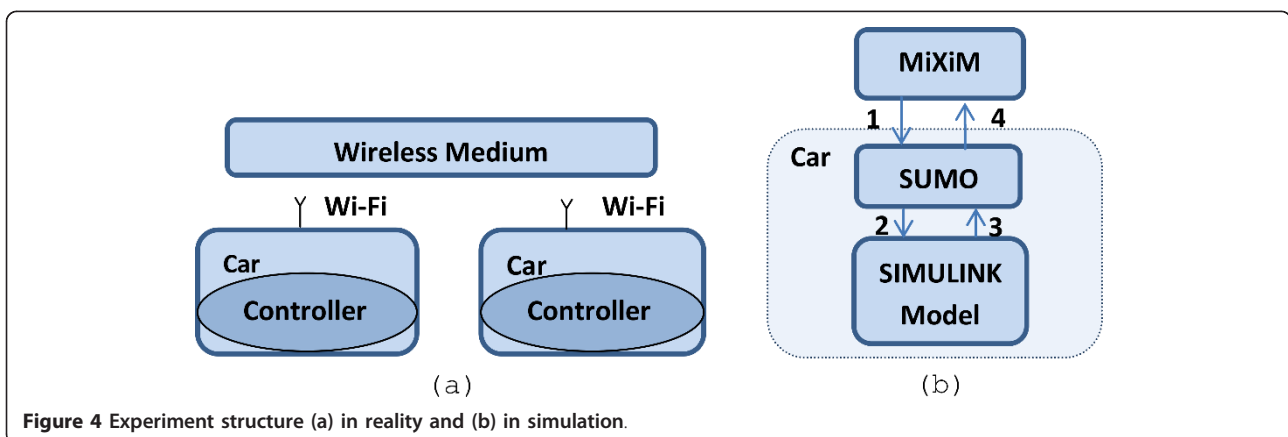 Wireless Medium
Wi-Fi
Wi-Fi
Car
Controller
Car
Controller
(a)
MiXiM
1
4
Car
SUMO
2
3
SIMULINK
Model
(b)
Figure 4 Experiment structure (a) in reality and (b) in simulation.